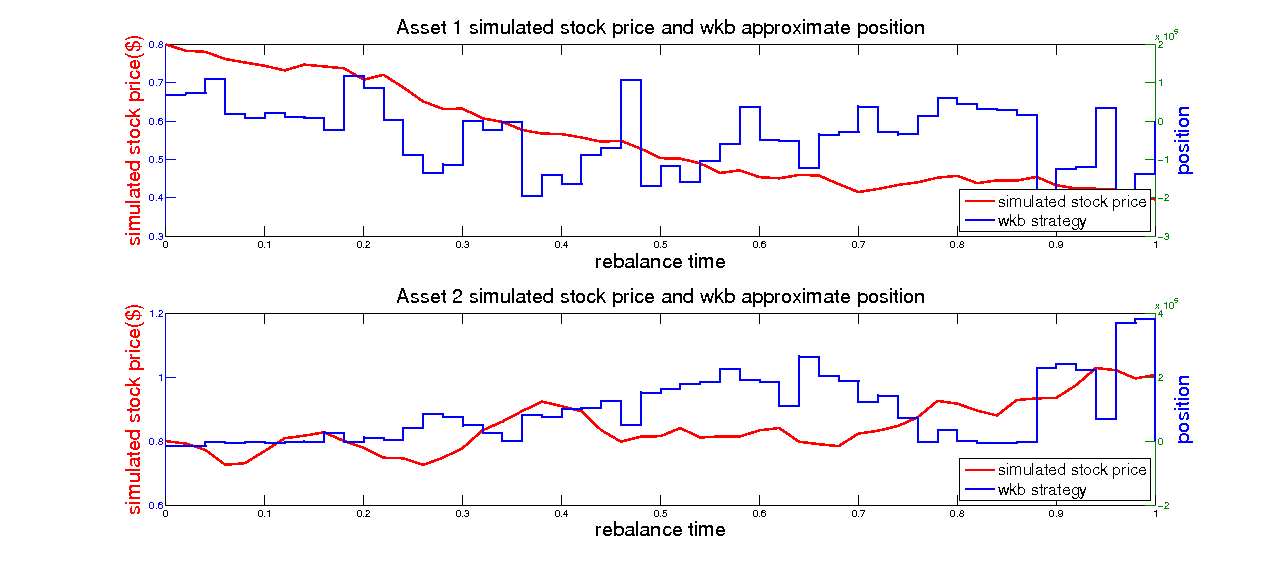 Asset 1 simulated stock price and wkb approximate position
x 10^5
simulated stock price($)
0.8
0.7
0.6
0.5
0.4
0.3
2
1
0
-1
-2
-3
position
simulated stock price
wkb strategy
0 0.1 0.2 0.3 0.4 0.5 0.6 0.7 0.8 0.9 1
rebalance time
Asset 2 simulated stock price and wkb approximate position
x 10^5
simulated stock price($)
1.2
1
0.8
0.6
4
2
0
-2
position
simulated stock price
wkb strategy
0 0.1 0.2 0.3 0.4 0.5 0.6 0.7 0.8 0.9 1
rebalance time